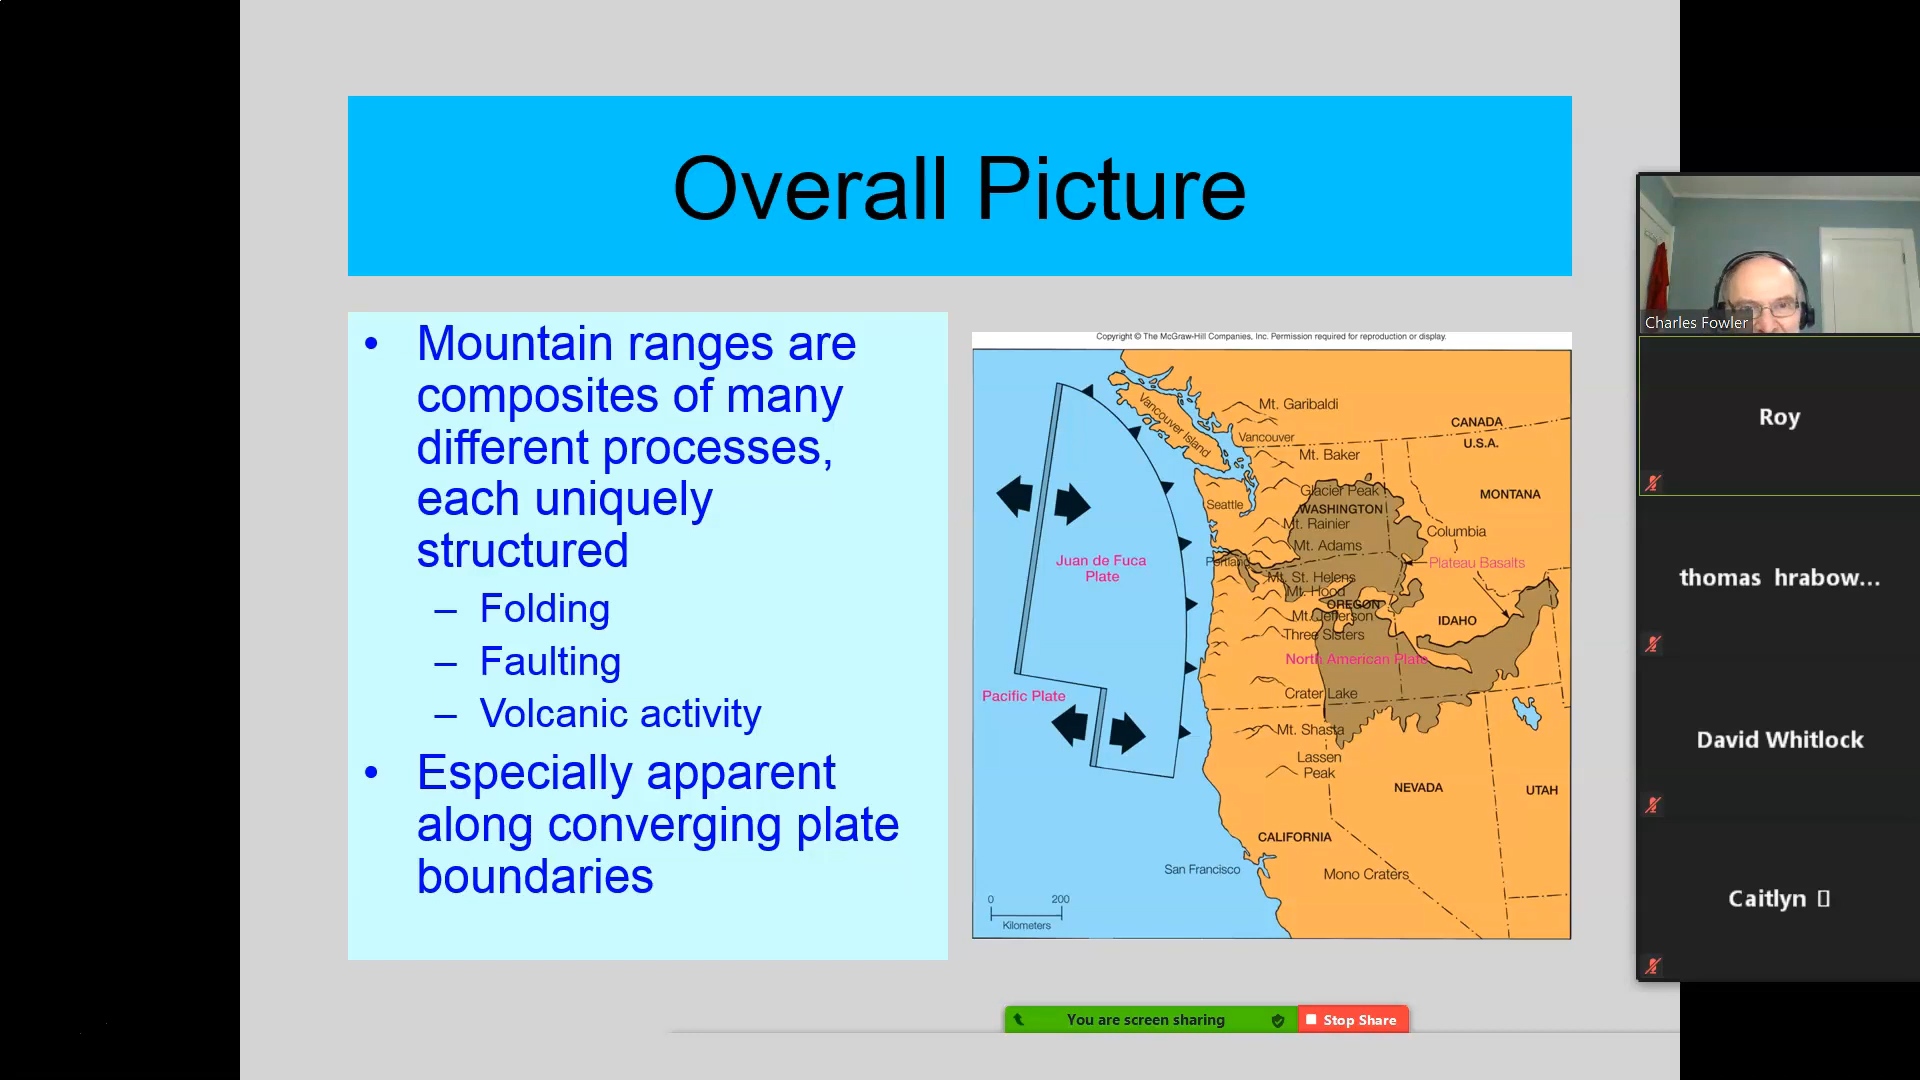 Overall Picture
• Mountain ranges are
composites of many
different processes,
each uniquely
structured
– Folding
– Faulting
– Volcanic activity
• Especially apparent
along converging plate
boundaries
Copyright © The McGraw-Hill Companies, Inc. Permission required for reproduction or display.
Vancouver Island
Mt. Garibaldi
CANADA
Vancouver
U.S.A.
Mt. Baker
Glacier Peak
MONTANA
Seattle
WASHINGTON
Mt. Rainier
Columbia
Mt. Adams
Juan de Fuca
Plate
Portland
Plateau Basalts
Mt. St. Helens
Mt. Hood
OREGON
Mt. Jefferson
IDAHO
Three Sisters
North American Plate
Pacific Plate
Crater Lake
Mt. Shasta
Lassen
Peak
NEVADA
UTAH
CALIFORNIA
San Francisco
Mono Craters
0 200
Kilometers
Charles Fowler
Roy
thomas hrabow...
David Whitlock
Caitlyn
You are screen sharing
Stop Share